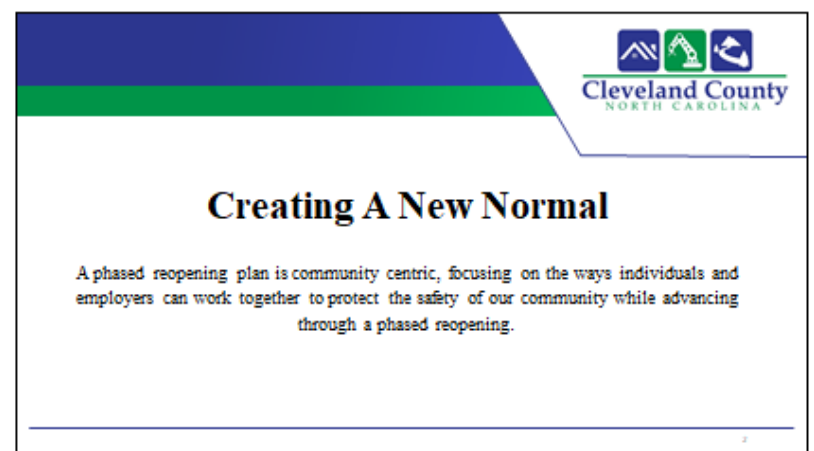 Cleveland County
NORTH CAROLINA
Creating A New Normal
A phased reopening plan is community centric, focusing on the ways individuals and
employers can work together to protect the safety of our community while advancing
through a phased reopening.
2